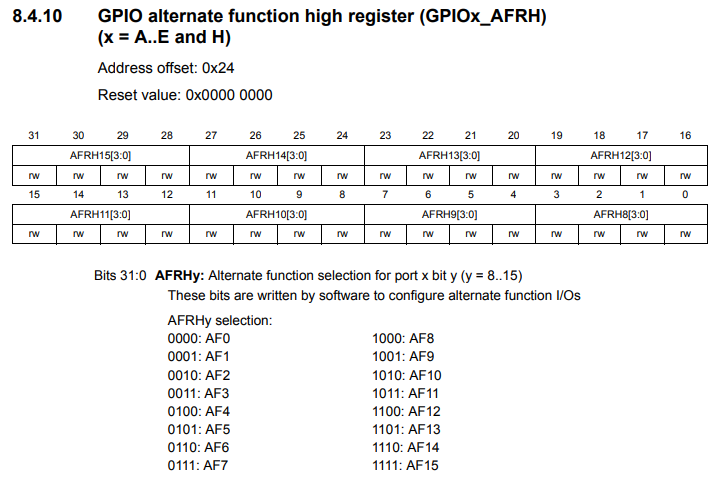 8.4.10 GPIO alternate function high register (GPIOx_AFRH)
(x = A..E and H)
Address offset: 0x24
Reset value: 0x0000 0000
31 30 29 28 27 26 25 24 23 22 21 20 19 18 17 16
AFRH15[3:0] AFRH14[3:0] AFRH13[3:0] AFRH12[3:0]
rw rw rw rw rw rw rw rw rw rw rw rw rw rw rw rw
15 14 13 12 11 10 9 8 7 6 5 4 3 2 1 0
AFRH11[3:0] AFRH10[3:0] AFRH9[3:0] AFRH8[3:0]
rw rw rw rw rw rw rw rw rw rw rw rw rw rw rw rw
Bits 31:0 AFRHy: Alternate function selection for port x bit y (y = 8..15)
These bits are written by software to configure alternate function I/Os
AFRHy selection:
0000: AF0 1000: AF8
0001: AF1 1001: AF9
0010: AF2 1010: AF10
0011: AF3 1011: AF11
0100: AF4 1100: AF12
0101: AF5 1101: AF13
0110: AF6 1110: AF14
0111: AF7 1111: AF15